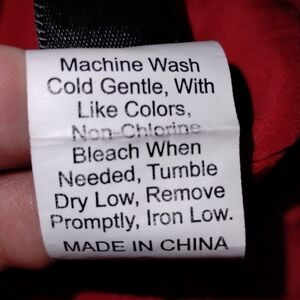 Machine Wash
Cold Gentle, With
Like Colors,
Non-Chlorine
Bleach When
Needed, Tumble
Dry Low, Remove
Promptly, Iron Low.
MADE IN CHINA